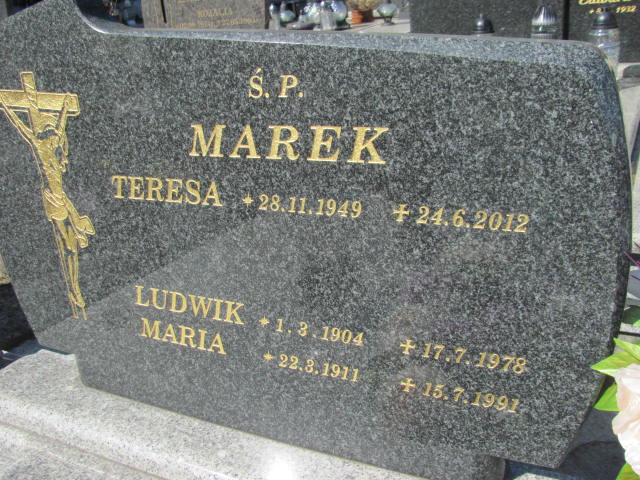 Ś. P.
MAREK
TERESA * 28.11.1949 ✝ 24.6.2012
LUDWIK * 1.3.1904 ✝ 17.7.1978
MARIA * 22.3.1911 ✝ 15.7.1991
ROZALIA